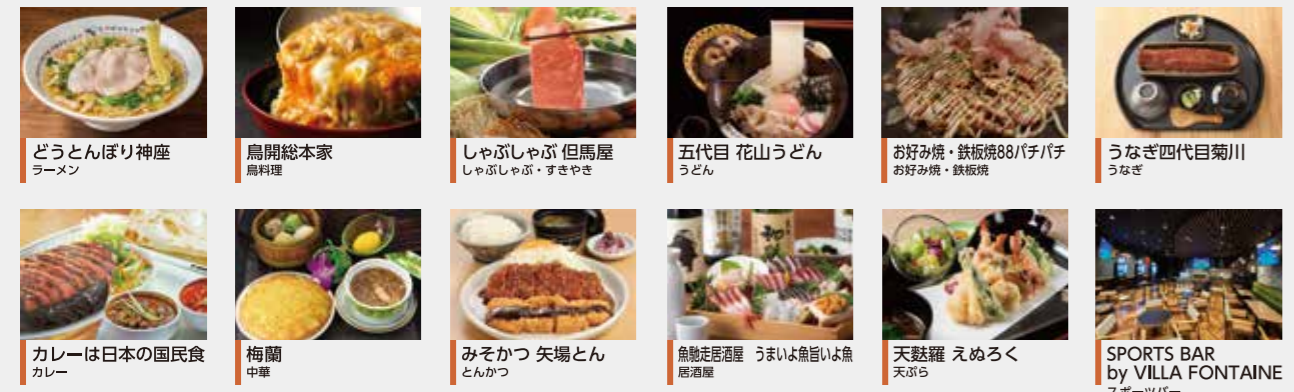 どうとんぼり神座
ラーメン
鳥開総本家
鳥料理
しゃぶしゃぶ 但馬屋
しゃぶしゃぶ・すきやき
五代目 花山うどん
うどん
お好み焼・鉄板焼88パチパチ
お好み焼・鉄板焼
うなぎ四代目菊川
うなぎ
カレーは日本の国民食
カレー
梅蘭
中華
みそかつ 矢場とん
とんかつ
魚馳走居酒屋 うまいよ魚旨いよ魚
居酒屋
天麩羅 えぬろく
天ぷら
SPORTS BAR
by VILLA FONTAINE
スポーツバー